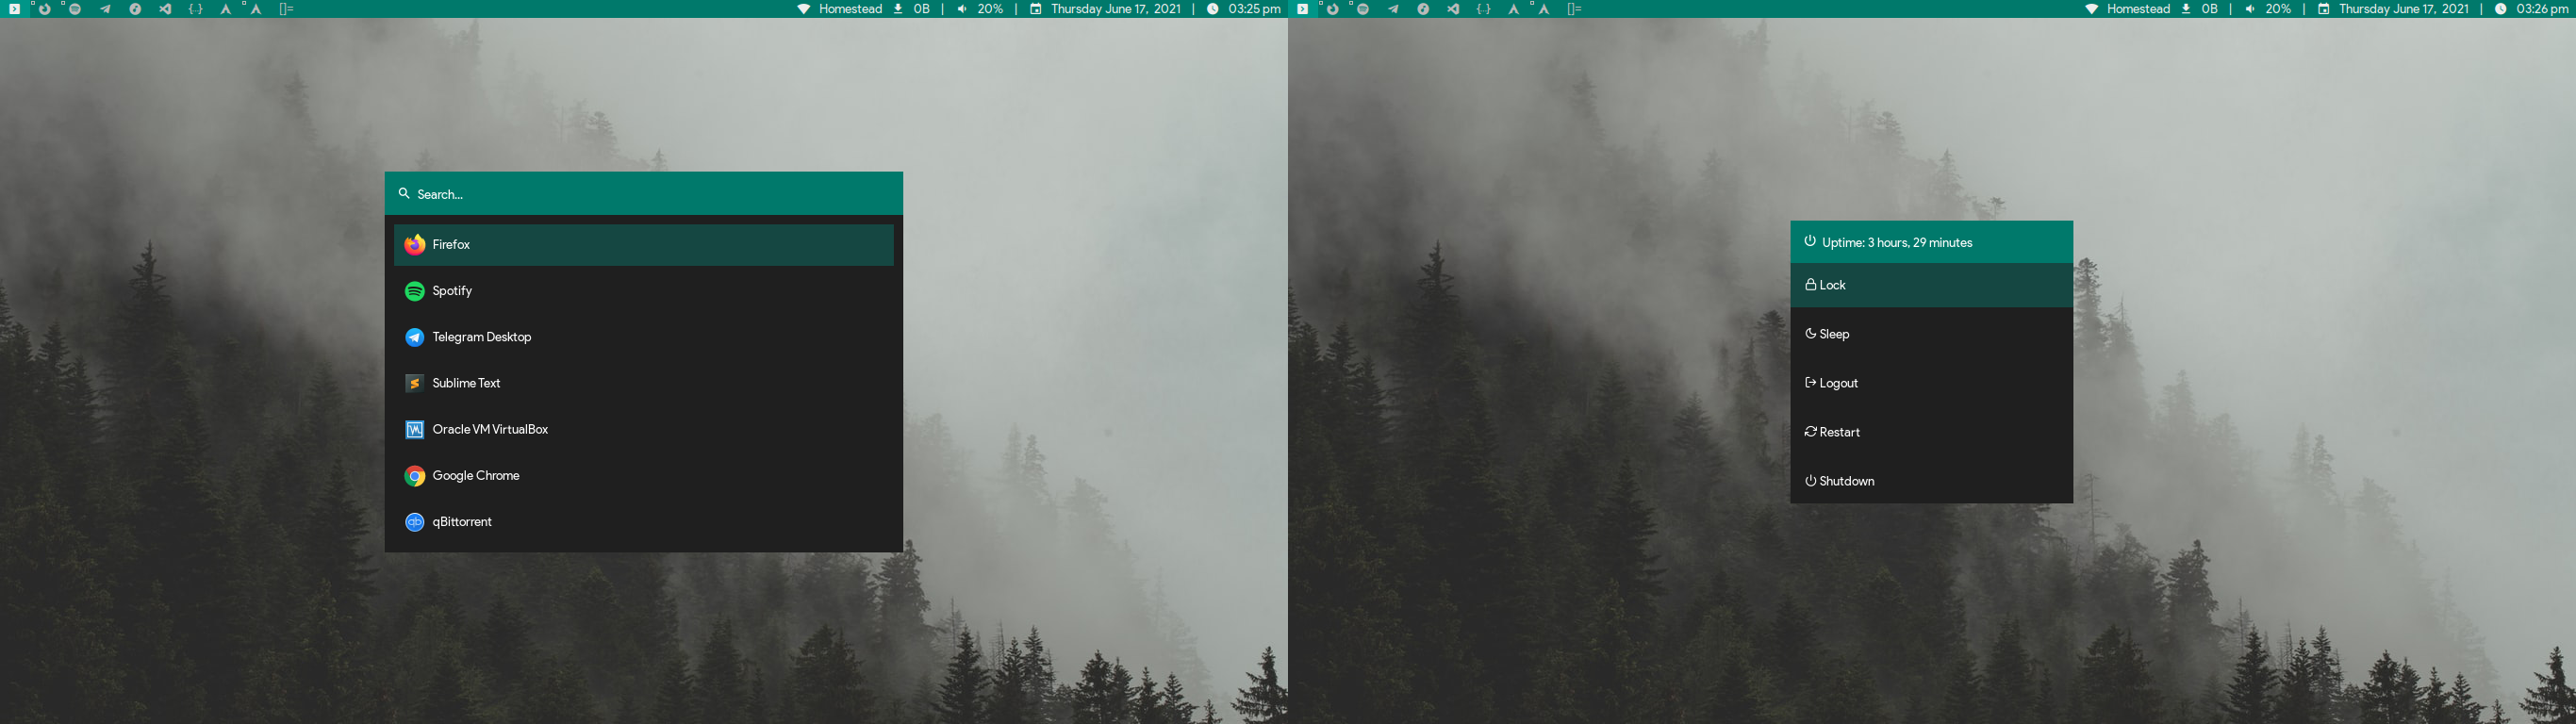 {..} []= Homestead 0B | 20% | Thursday June 17, 2021 | 03:25 pm
Search...
Firefox
Spotify
Telegram Desktop
Sublime Text
Oracle VM VirtualBox
Google Chrome
qBittorrent
{..} []= Homestead 0B | 20% | Thursday June 17, 2021 | 03:26 pm
Uptime: 3 hours, 29 minutes
Lock
Sleep
Logout
Restart
Shutdown